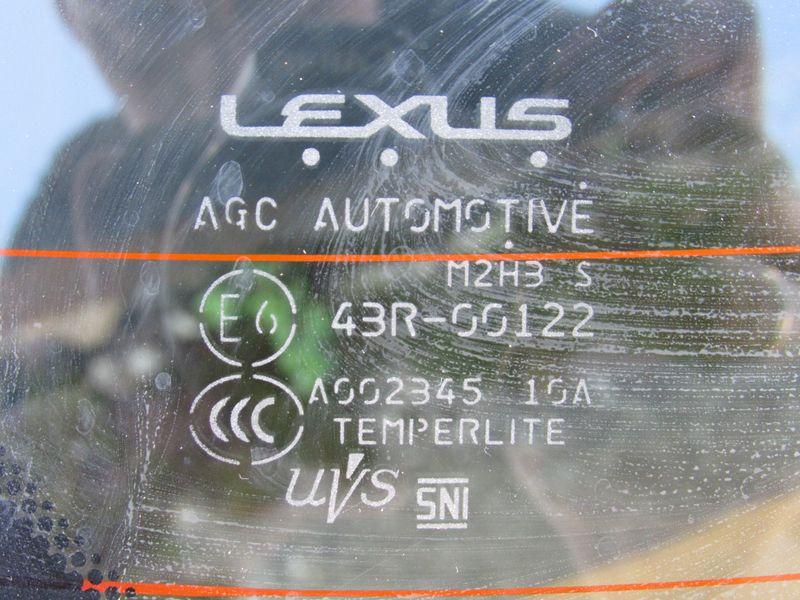 LEXUS
AGC AUTOMOTIVE
M2H3 S
E6 43R-00122
CCC A002345 10A
TEMPERLITE
UVS SNI